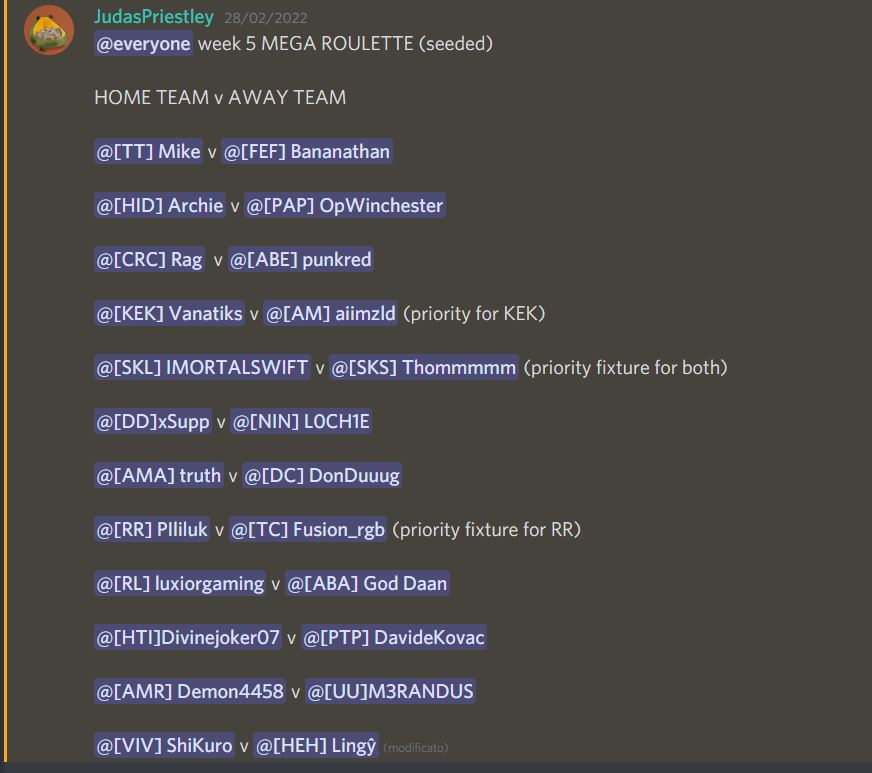 JudasPriestley 28/02/2022
@everyone week 5 MEGA ROULETTE (seeded)
HOME TEAM v AWAY TEAM
@[TT] Mike v @[FEF] Bananathan
@[HID] Archie v @[PAP] OpWinchester
@[CRC] Rag v @[ABE] punkred
@[KEK] Vanatiks v @[AM] aiimzld (priority for KEK)
@[SKL] IMORTALSWIFT v @[SKS] Thommmmm (priority fixture for both)
@[DD]xSupp v @[NIN] L0CH1E
@[AMA] truth v @[DC] DonDuuug
@[RR] PIliluk v @[TC] Fusion_rgb (priority fixture for RR)
@[RL] luxiorgaming v @[ABA] God Daan
@[HTI]Divinejoker07 v @[PTP] DavideKovac
@[AMR] Demon4458 v @[UU]M3RANDUS
@[VIV] ShiKuro v @[HEH] Lingŷ (modificato)